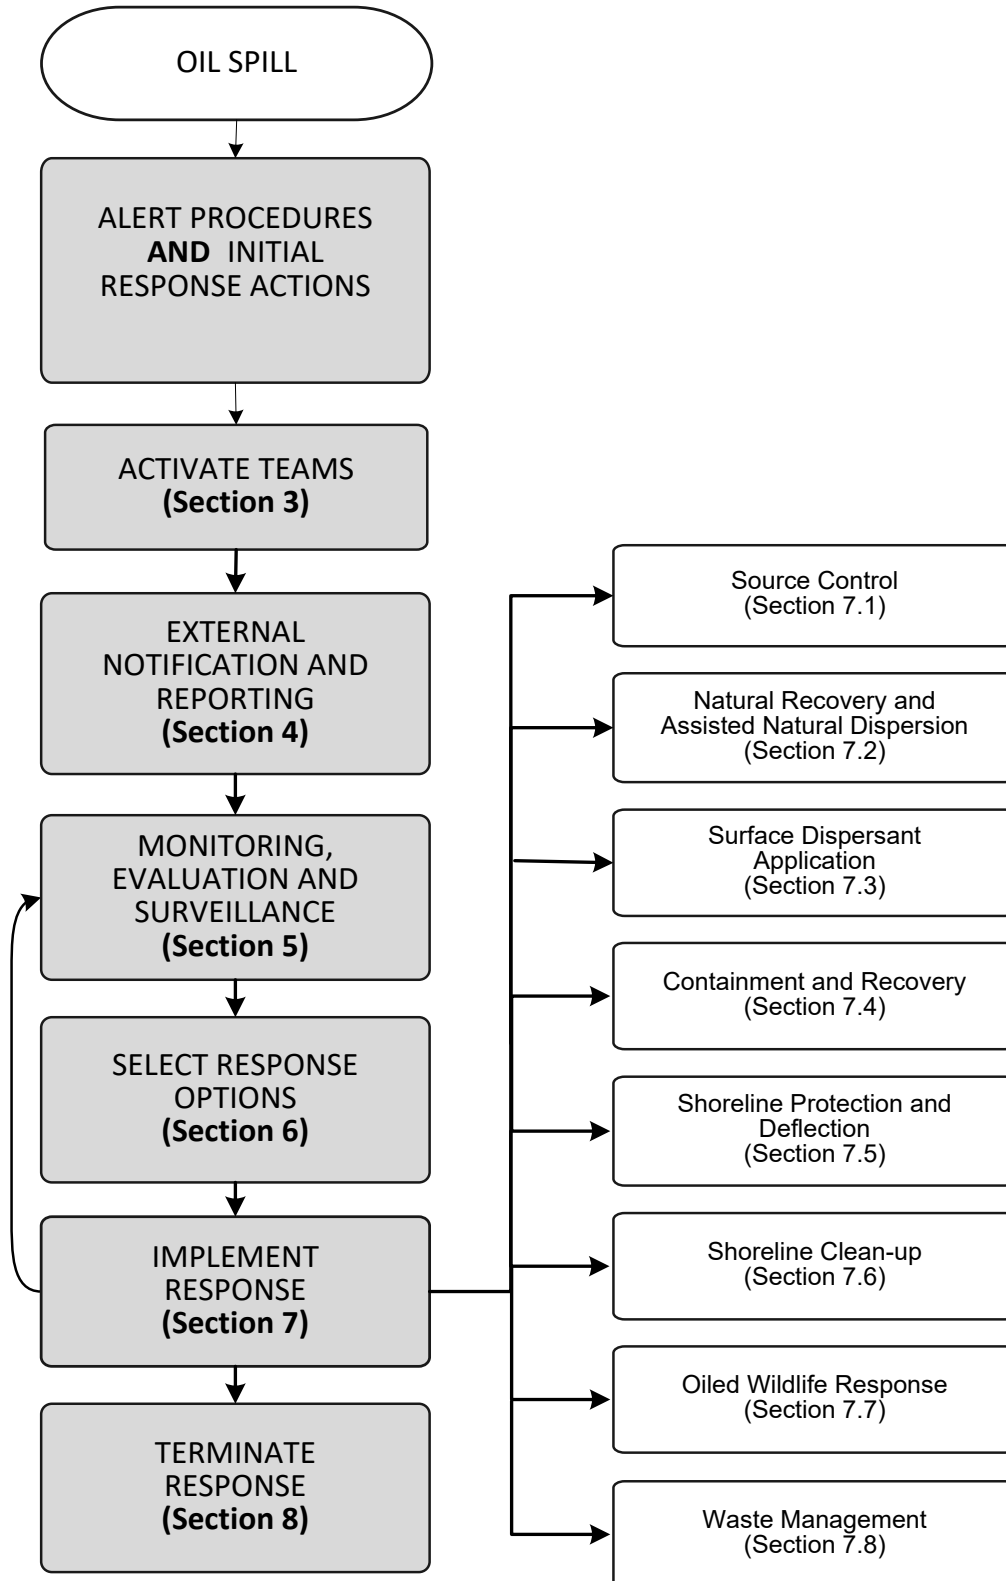 OIL SPILL
ALERT PROCEDURES
AND INITIAL
RESPONSE ACTIONS
ACTIVATE TEAMS
(Section 3)
EXTERNAL
NOTIFICATION AND
REPORTING
(Section 4)
MONITORING,
EVALUATION AND
SURVEILLANCE
(Section 5)
SELECT RESPONSE
OPTIONS
(Section 6)
IMPLEMENT
RESPONSE
(Section 7)
TERMINATE
RESPONSE
(Section 8)
Source Control
(Section 7.1)
Natural Recovery and
Assisted Natural Dispersion
(Section 7.2)
Surface Dispersant
Application
(Section 7.3)
Containment and Recovery
(Section 7.4)
Shoreline Protection and
Deflection
(Section 7.5)
Shoreline Clean-up
(Section 7.6)
Oiled Wildlife Response
(Section 7.7)
Waste Management
(Section 7.8)